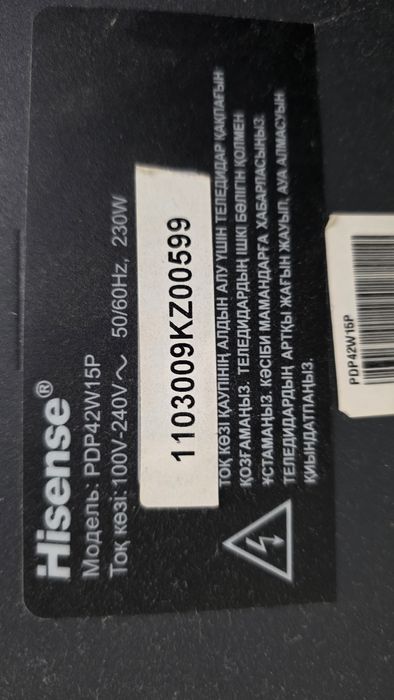 Hisense®
Модель: PDP42W15P
Тоқ көзі: 100V-240V~ 50/60Hz, 230W
1103009KZ00599
ТОҚ КӨЗІ ҚАУПІНІҢ АЛДЫН АЛУ ҮШІН ТЕЛЕДИДАР ҚАҚПАҒЫН
ҚОЗҒАМАҢЫЗ. ТЕЛЕДИДАРДЫҢ ІШКІ БӨЛІГІН ҚОЛМЕН
ҰСТАМАҢЫЗ. КӘСІБИ МАМАНДАРҒА ХАБАРЛАСЫҢЫЗ.
ТЕЛЕДИДАРДЫҢ АРТҚЫ ЖАҒЫН ЖАУЫП, АУА АЛМАСУЫН
ҚИЫНДАТПАҢЫЗ.
PDP42W15P